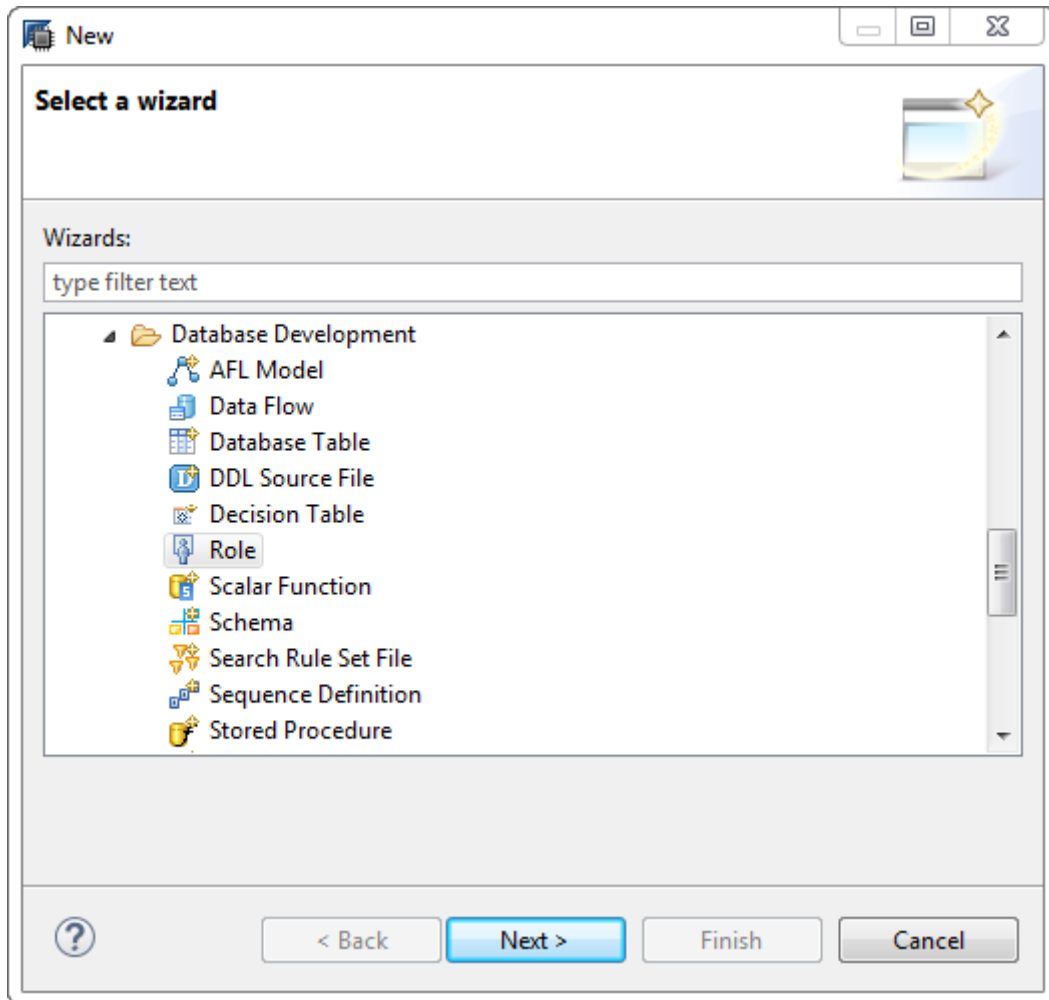 New
Select a wizard
Wizards:
type filter text
Database Development
AFL Model
Data Flow
Database Table
DDL Source File
Decision Table
Role
Scalar Function
Schema
Search Rule Set File
Sequence Definition
Stored Procedure
< Back Next > Finish Cancel